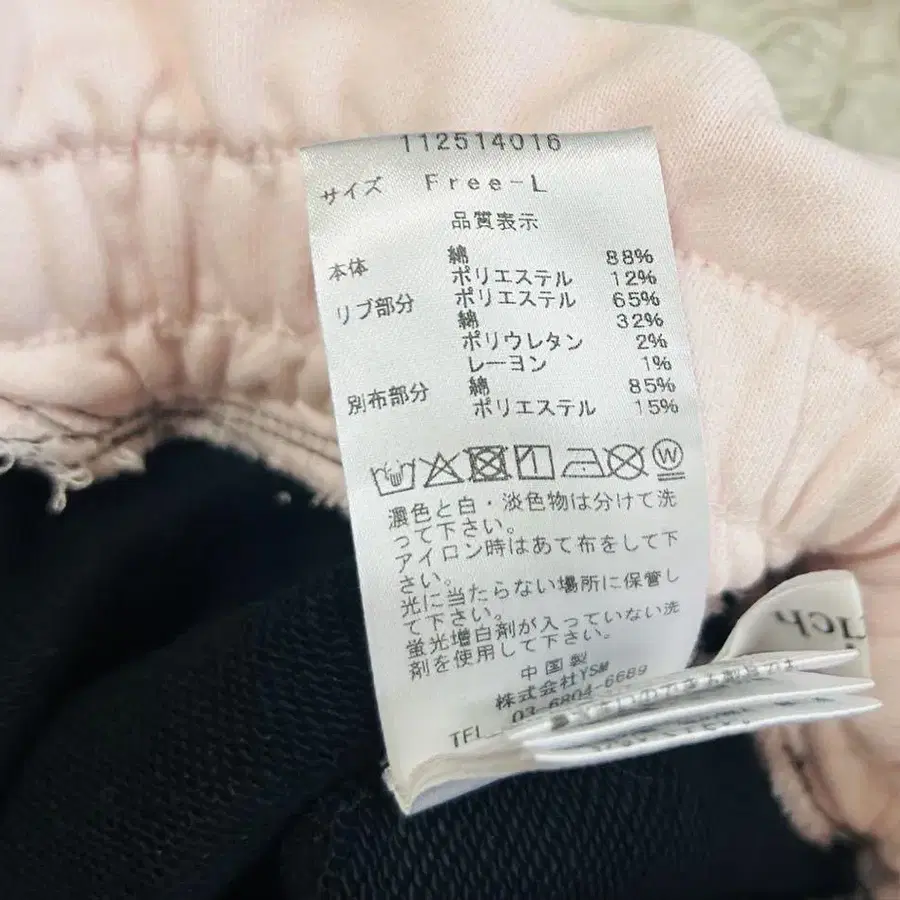 112514016
サイズ Free-L
品質表示
本体 綿 88%
ポリエステル 12%
リブ部分 ポリエステル 65%
綿 32%
ポリウレタン 2%
レーヨン 1%
別布部分 綿 85%
ポリエステル 15%
濃色と白・淡色物は分けて洗
って下さい。
アイロン時はあて布をして下
さい。
光に当たらない場所に保管し
て下さい。
蛍光増白剤が入っていない洗
剤を使用して下さい。
中国製
株式会社YSM
TEL 03-6804-6689